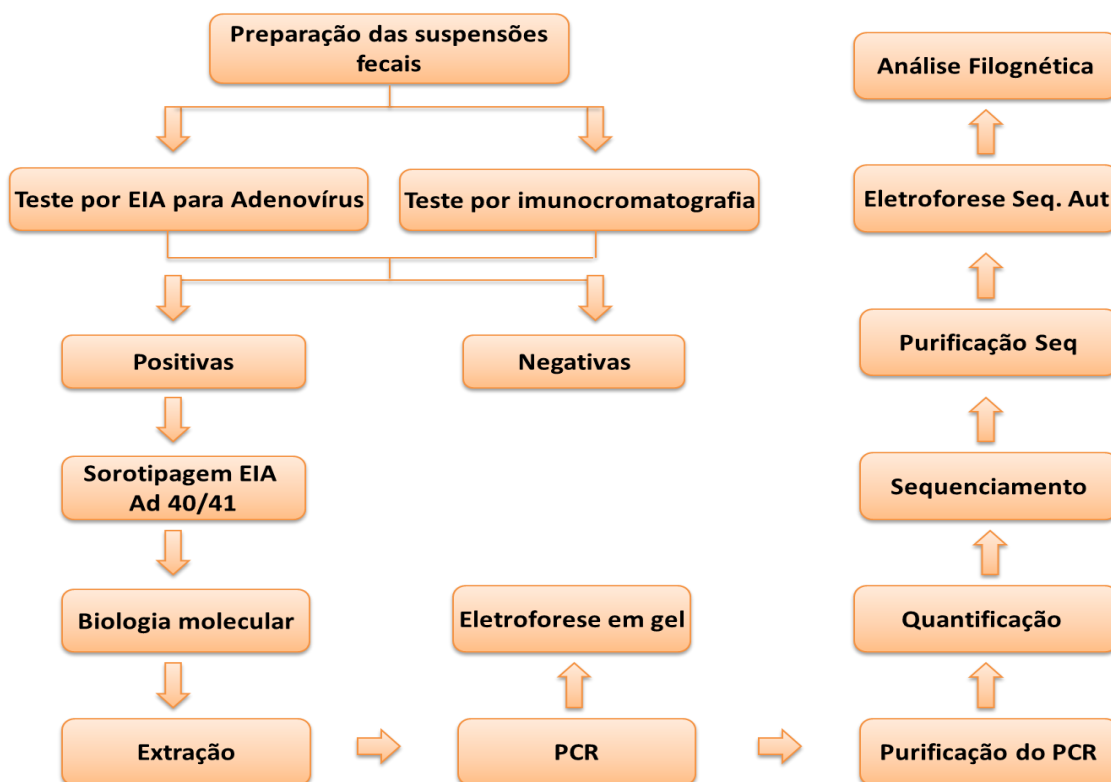 Preparação das suspensões
fecais
Teste por EIA para Adenovírus
Teste por imunocromatografia
Positivas
Negativas
Sorotipagem EIA
Ad 40/41
Biologia molecular
Extração
Eletroforese em gel
PCR
Purificação do PCR
Quantificação
Sequenciamento
Purificação Seq
Eletroforese Seq. Aut
Análise Filognética